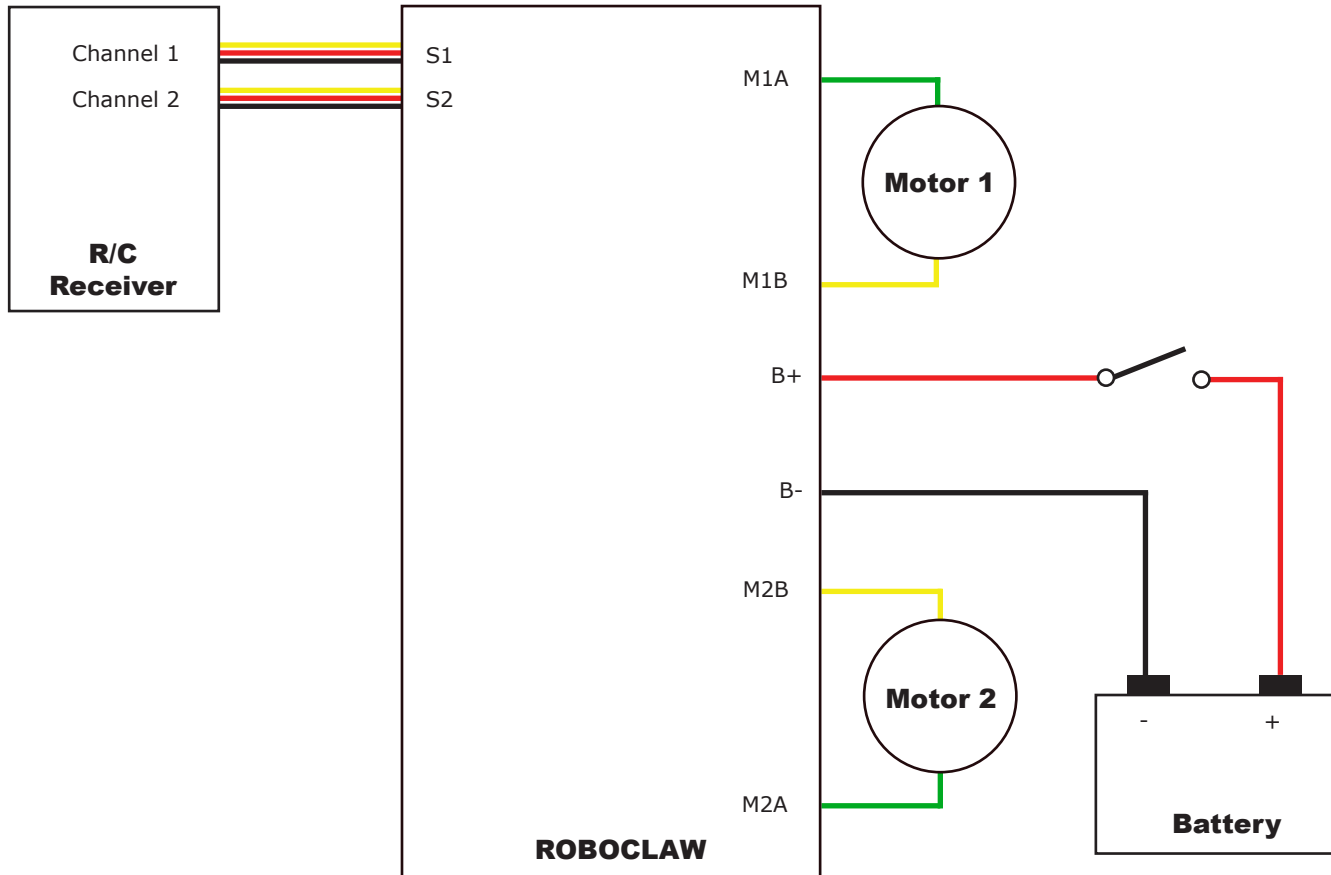 Channel 1
Channel 2
R/C
Receiver
S1
S2
ROBOCLAW
M1A
M1B
B+
B-
M2B
M2A
Motor 1
Motor 2
- +
Battery